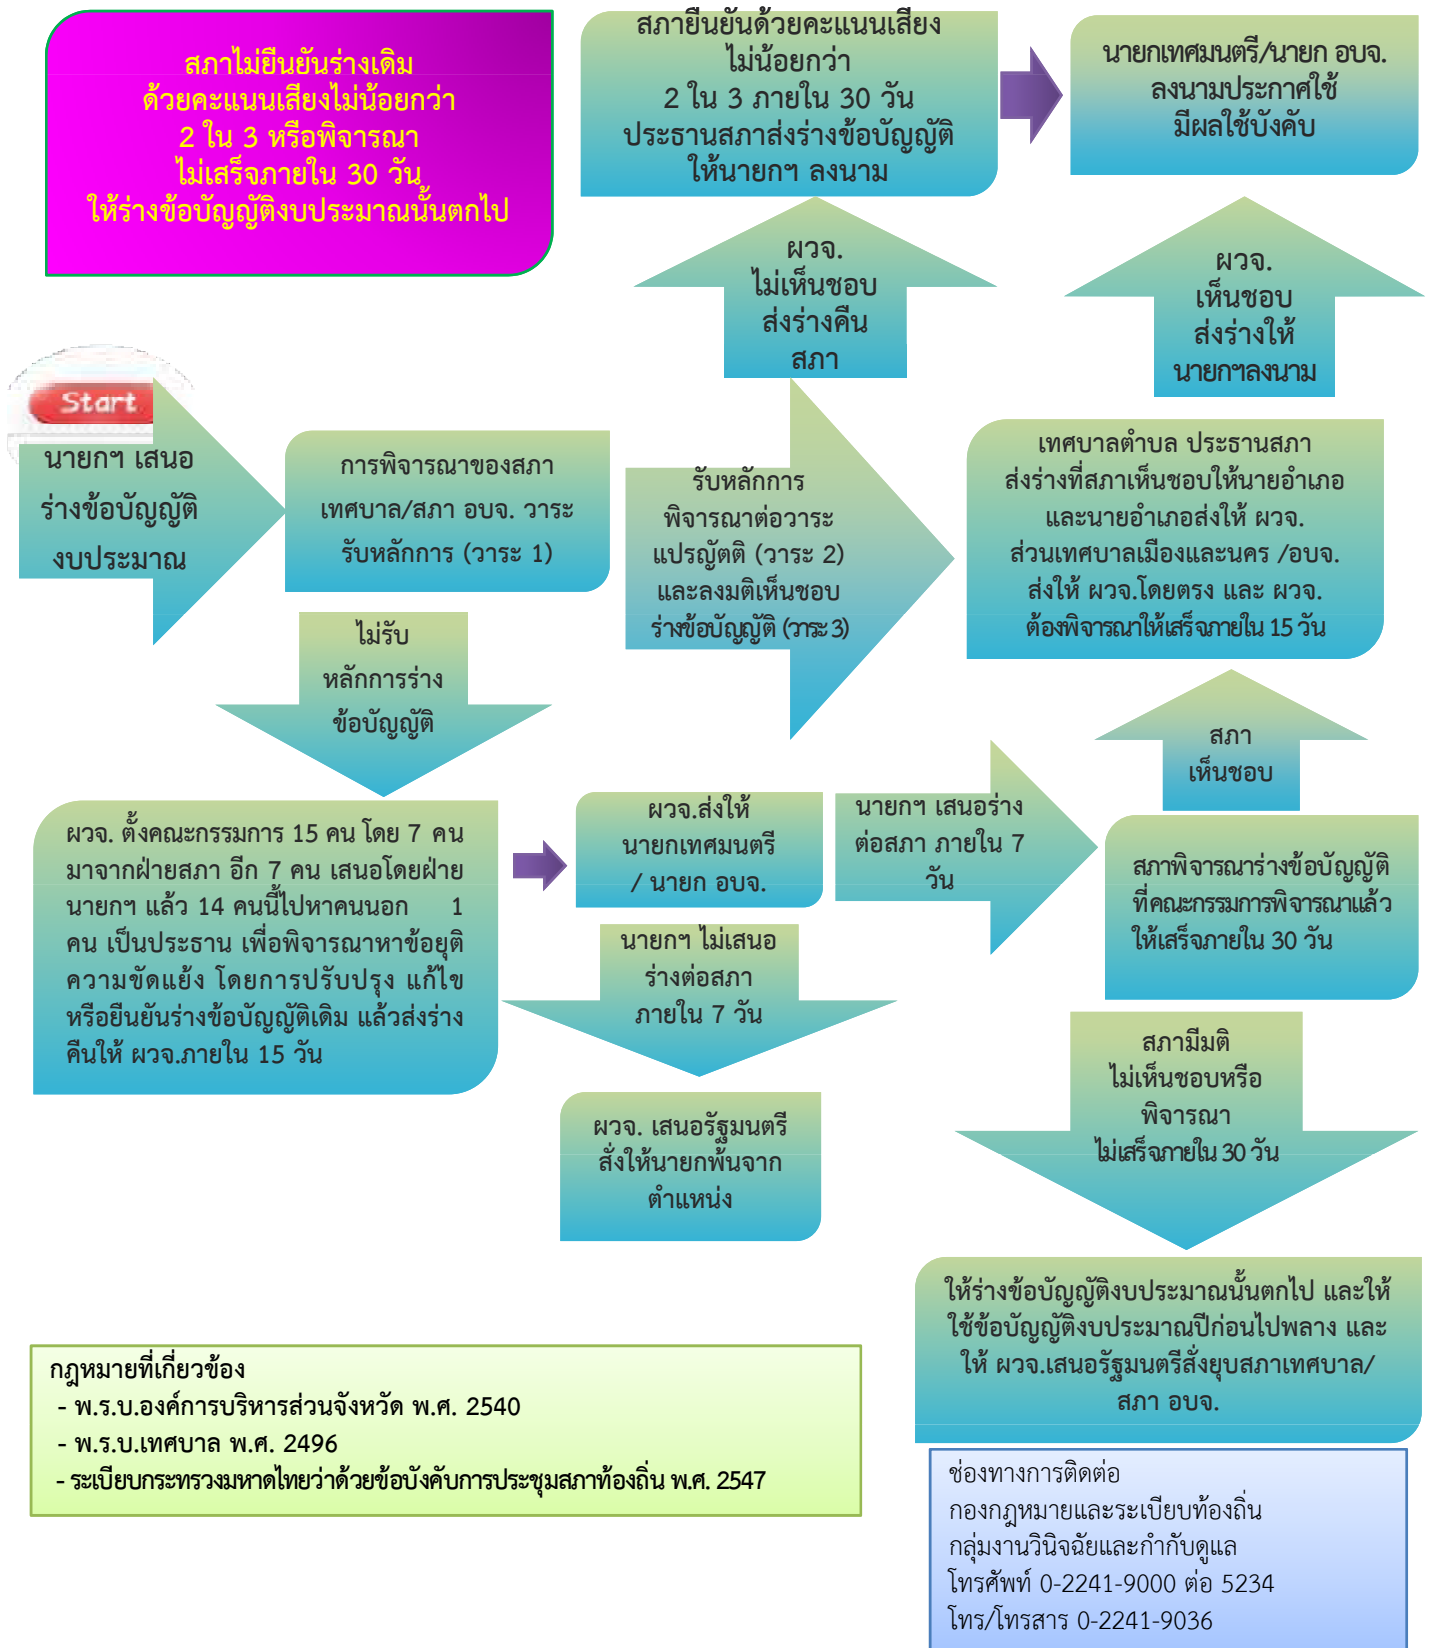 สภาไม่ยืนยันร่างเดิม
ด้วยคะแนนเสียงไม่น้อยกว่า
2 ใน 3 หรือพิจารณา
ไม่เสร็จภายใน 30 วัน
ให้ร่างข้อบัญญัติงบประมาณนั้นตกไป
สภายืนยันด้วยคะแนนเสียง
ไม่น้อยกว่า
2 ใน 3 ภายใน 30 วัน
ประธานสภาส่งร่างข้อบัญญัติ
ให้นายกฯ ลงนาม
นายกเทศมนตรี/นายก อบจ.
ลงนามประกาศใช้
มีผลใช้บังคับ
ผวจ.
ไม่เห็นชอบ
ส่งร่างคืน
สภา
ผวจ.
เห็นชอบ
ส่งร่างให้
นายกฯลงนาม
Start
นายกฯ เสนอ
ร่างข้อบัญญัติ
งบประมาณ
การพิจารณาของสภา
เทศบาล/สภา อบจ. วาระ
รับหลักการ (วาระ 1)
รับหลักการ
พิจารณาต่อวาระ
แปรญัตติ (วาระ 2)
และลงมติเห็นชอบ
ร่างข้อบัญญัติ (วาระ 3)
เทศบาลตำบล ประธานสภา
ส่งร่างที่สภาเห็นชอบให้นายอำเภอ
และนายอำเภอส่งให้ ผวจ.
ส่วนเทศบาลเมืองและนคร /อบจ.
ส่งให้ ผวจ.โดยตรง และ ผวจ.
ต้องพิจารณาให้เสร็จภายใน 15 วัน
ไม่รับ
หลักการร่าง
ข้อบัญญัติ
สภา
เห็นชอบ
ผวจ. ตั้งคณะกรรมการ 15 คน โดย 7 คน
มาจากฝ่ายสภา อีก 7 คน เสนอโดยฝ่าย
นายกฯ แล้ว 14 คนนี้ไปหาคนนอก 1
คน เป็นประธาน เพื่อพิจารณาหาข้อยุติ
ความขัดแย้ง โดยการปรับปรุง แก้ไข
หรือยืนยันร่างข้อบัญญัติเดิม แล้วส่งร่าง
คืนให้ ผวจ.ภายใน 15 วัน
ผวจ.ส่งให้
นายกเทศมนตรี
/ นายก อบจ.
นายกฯ เสนอร่าง
ต่อสภา ภายใน 7
วัน
สภาพิจารณาร่างข้อบัญญัติ
ที่คณะกรรมการพิจารณาแล้ว
ให้เสร็จภายใน 30 วัน
นายกฯ ไม่เสนอ
ร่างต่อสภา
ภายใน 7 วัน
สภามีมติ
ไม่เห็นชอบหรือ
พิจารณา
ไม่เสร็จภายใน 30 วัน
ผวจ. เสนอรัฐมนตรี
สั่งให้นายกพ้นจาก
ตำแหน่ง
ให้ร่างข้อบัญญัติงบประมาณนั้นตกไป และให้
ใช้ข้อบัญญัติงบประมาณปีก่อนไปพลาง และ
ให้ ผวจ.เสนอรัฐมนตรีสั่งยุบสภาเทศบาล/
สภา อบจ.
กฎหมายที่เกี่ยวข้อง
- พ.ร.บ.องค์การบริหารส่วนจังหวัด พ.ศ. 2540
- พ.ร.บ.เทศบาล พ.ศ. 2496
- ระเบียบกระทรวงมหาดไทยว่าด้วยข้อบังคับการประชุมสภาท้องถิ่น พ.ศ. 2547
ช่องทางการติดต่อ
กองกฎหมายและระเบียบท้องถิ่น
กลุ่มงานวินิจฉัยและกำกับดูแล
โทรศัพท์ 0-2241-9000 ต่อ 5234
โทร/โทรสาร 0-2241-9036